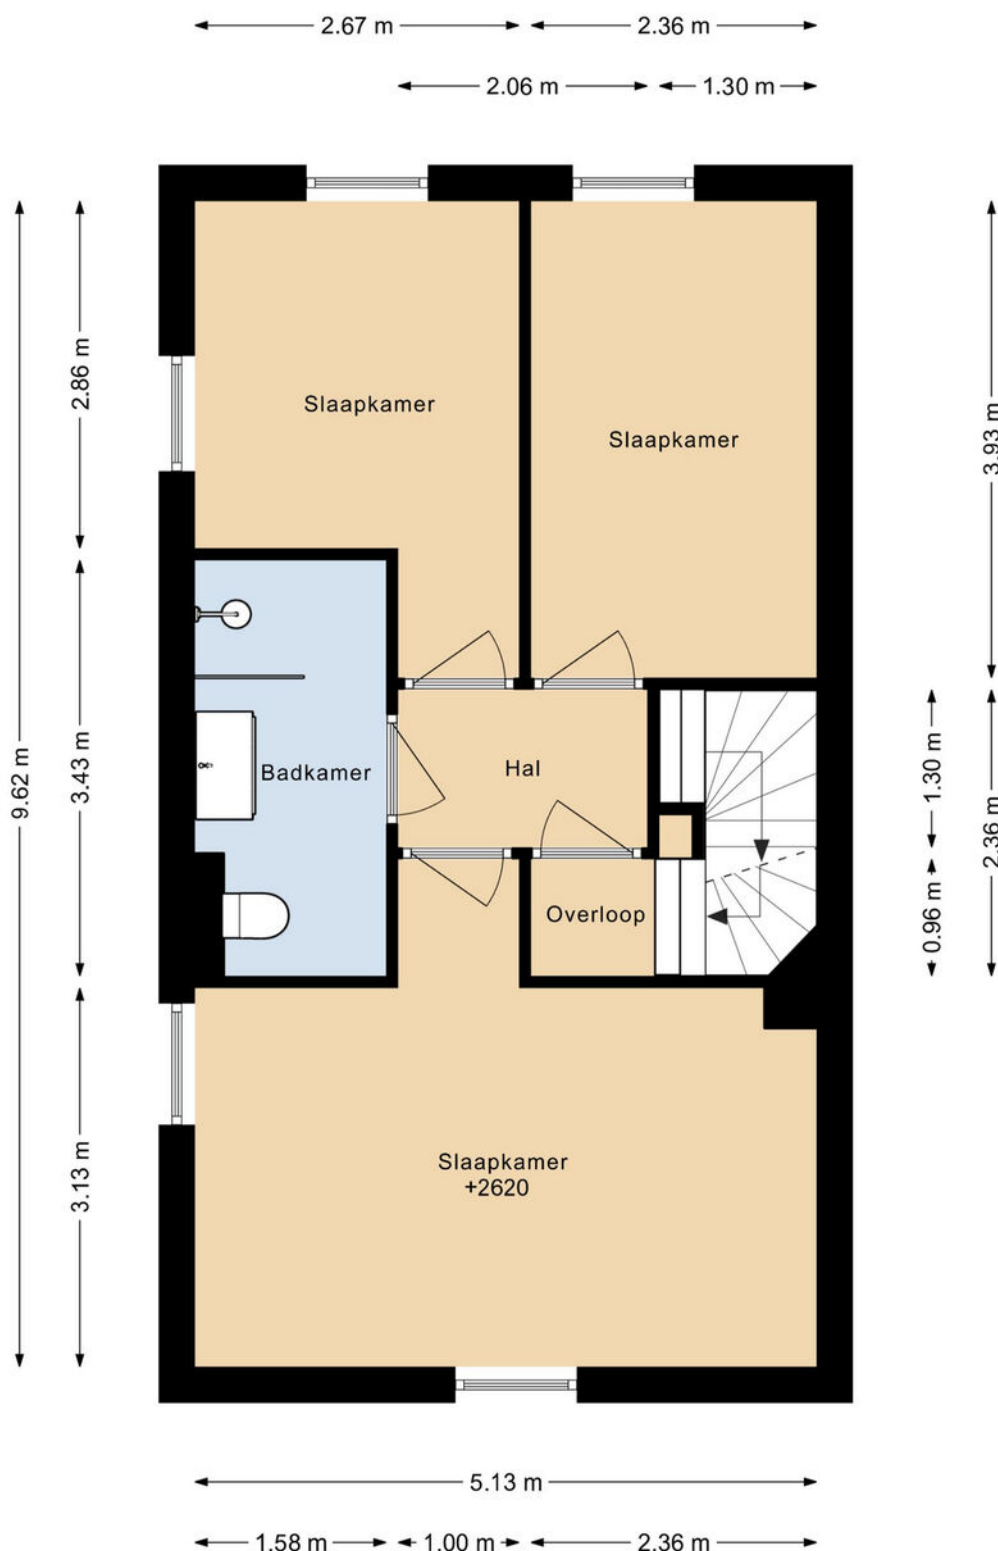 2.67 m
2.36 m
2.06 m
1.30 m
2.86 m
3.93 m
Slaapkamer
Slaapkamer
9.62 m
3.43 m
Badkamer
Hal
1.30 m
2.36 m
Overloop
0.96 m
3.13 m
Slaapkamer
+2620
5.13 m
1.58 m
1.00 m
2.36 m